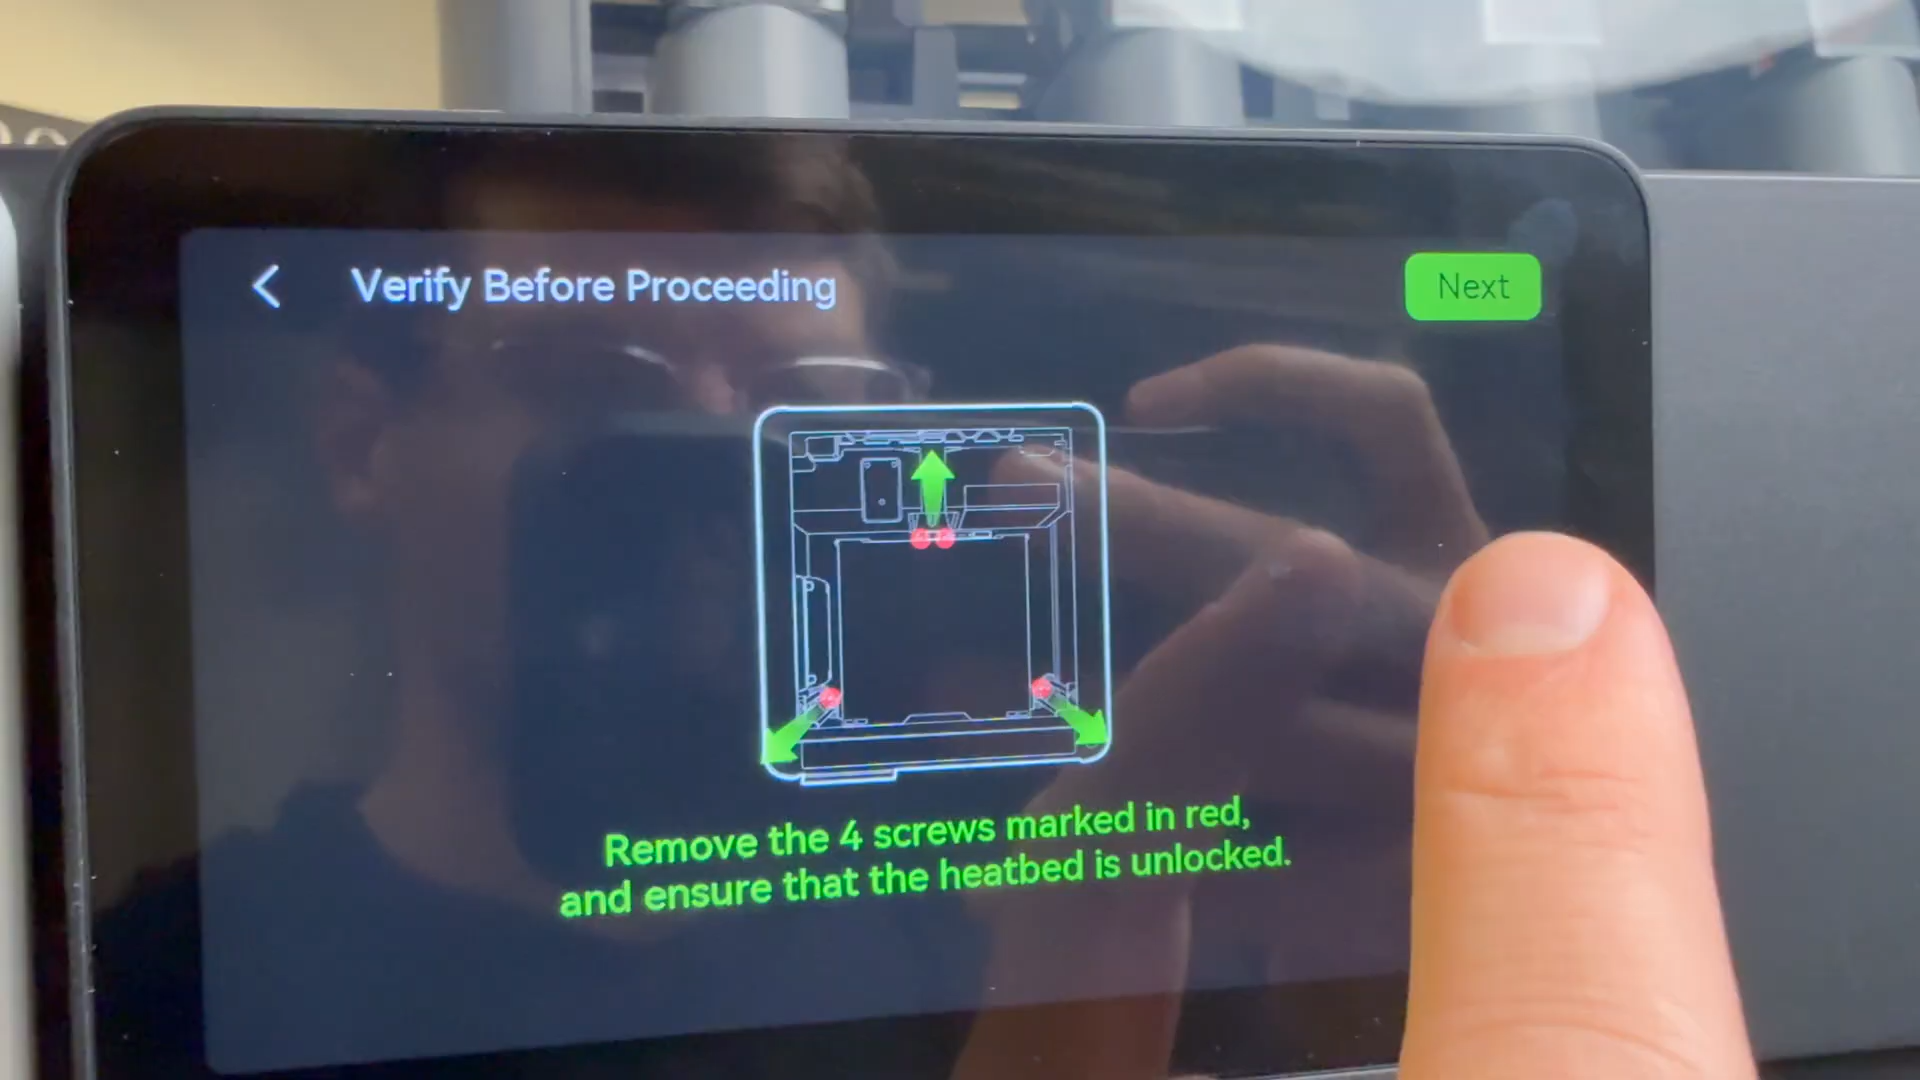 Verify Before Proceeding
Next
Remove the 4 screws marked in red,
and ensure that the heatbed is unlocked.